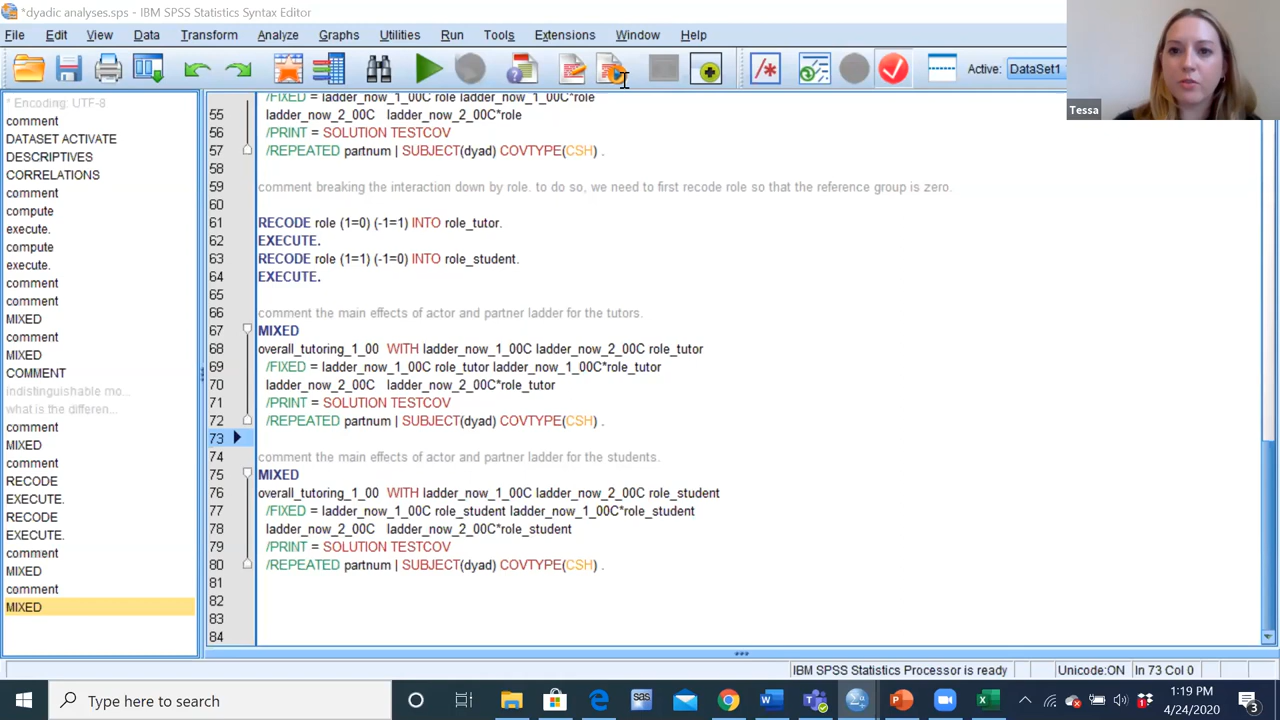 *dyadic analyses.sps - IBM SPSS Statistics Syntax Editor
File Edit View Data Transform Analyze Graphs Utilities Run Tools Extensions Window Help
Active: DataSet1
Tessa
* Encoding: UTF-8
comment
DATASET ACTIVATE
DESCRIPTIVES
CORRELATIONS
comment
compute
execute.
compute
execute.
comment
comment
MIXED
comment
MIXED
COMMENT
indistinguishable mo...
what is the differen...
comment
MIXED
comment
RECODE
EXECUTE.
RECODE
EXECUTE.
comment
MIXED
comment
MIXED
/FIXED = ladder_now_1_00C role ladder_now_1_00C*role
55 ladder_now_2_00C ladder_now_2_00C*role
56 /PRINT = SOLUTION TESTCOV
57 /REPEATED partnum | SUBJECT(dyad) COVTYPE(CSH) .
58
59 comment breaking the interaction down by role. to do so, we need to first recode role so that the reference group is zero.
60
61 RECODE role (1=0) (-1=1) INTO role_tutor.
62 EXECUTE.
63 RECODE role (1=1) (-1=0) INTO role_student.
64 EXECUTE.
65
66 comment the main effects of actor and partner ladder for the tutors.
67 MIXED
68 overall_tutoring_1_00 WITH ladder_now_1_00C ladder_now_2_00C role_tutor
69 /FIXED = ladder_now_1_00C role_tutor ladder_now_1_00C*role_tutor
70 ladder_now_2_00C ladder_now_2_00C*role_tutor
71 /PRINT = SOLUTION TESTCOV
72 /REPEATED partnum | SUBJECT(dyad) COVTYPE(CSH) .
73
74 comment the main effects of actor and partner ladder for the students.
75 MIXED
76 overall_tutoring_1_00 WITH ladder_now_1_00C ladder_now_2_00C role_student
77 /FIXED = ladder_now_1_00C role_student ladder_now_1_00C*role_student
78 ladder_now_2_00C ladder_now_2_00C*role_student
79 /PRINT = SOLUTION TESTCOV
80 /REPEATED partnum | SUBJECT(dyad) COVTYPE(CSH) .
81
82
83
84
IBM SPSS Statistics Processor is ready Unicode:ON In 73 Col 0
Type here to search
sas
1:19 PM
4/24/2020
3